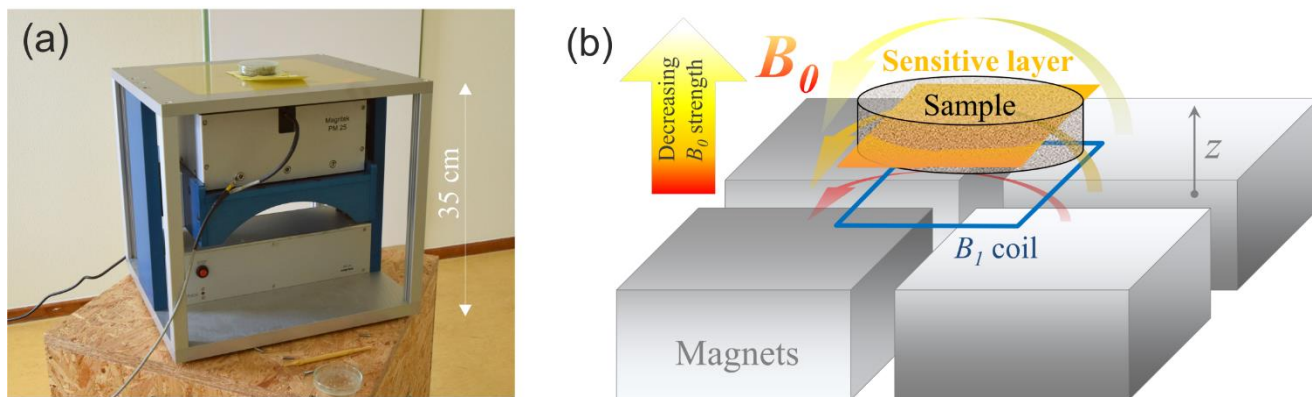 (a)
Magritek
PM 25
35 cm
(b)
Decreasing
B₀ strength
B₀
Sensitive layer
Sample
z
B₁ coil
Magnets